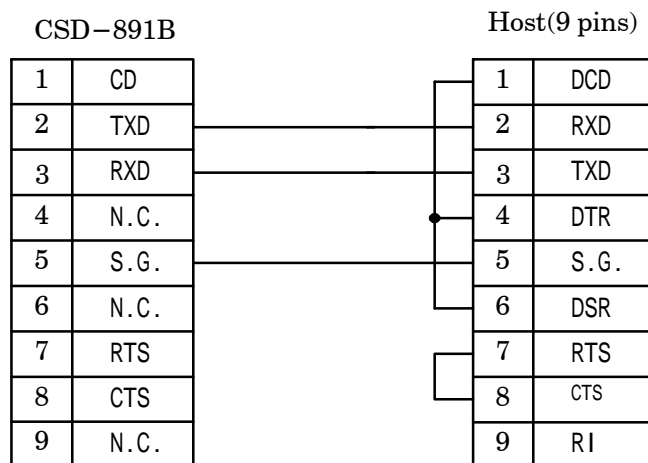 CSD-891B
1 CD
2 TXD
3 RXD
4 N.C.
5 S.G.
6 N.C.
7 RTS
8 CTS
9 N.C.
Host(9 pins)
1 DCD
2 RXD
3 TXD
4 DTR
5 S.G.
6 DSR
7 RTS
8 CTS
9 RI